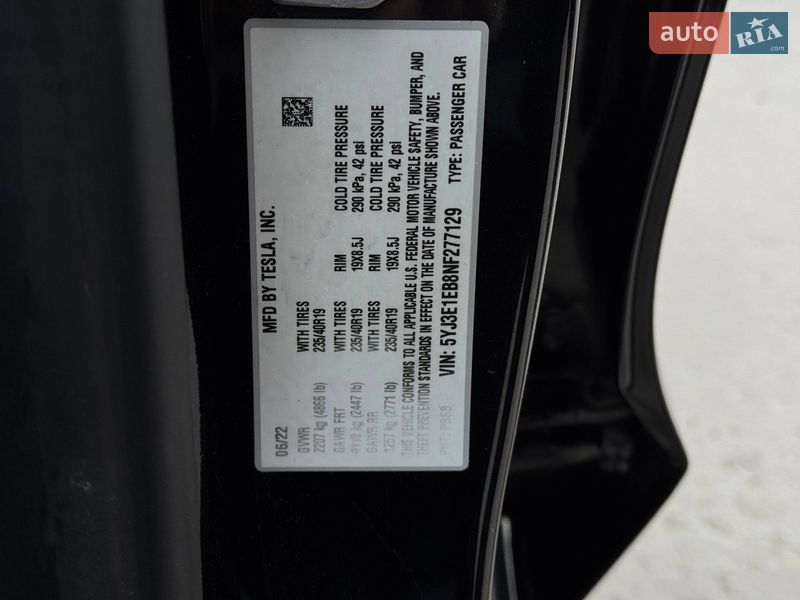 auto RIA .com
MFD BY TESLA, INC.
06/22
GVWR WITH TIRES RIM COLD TIRE PRESSURE
2207 kg (4866 lb) 235/40R19 19X8.5J 290 kPa, 42 psi
GAWR FRT WITH TIRES RIM COLD TIRE PRESSURE
1110 kg (2447 lb) 235/40R19 19X8.5J 290 kPa, 42 psi
GAWR RR
1257 kg (2771 lb)
THIS VEHICLE CONFORMS TO ALL APPLICABLE U.S. FEDERAL MOTOR VEHICLE SAFETY, BUMPER, AND
THEFT PREVENTION STANDARDS IN EFFECT ON THE DATE OF MANUFACTURE SHOWN ABOVE.
VIN: 5YJ3E1EB8NF277129 TYPE: PASSENGER CAR
PNT: PBSB